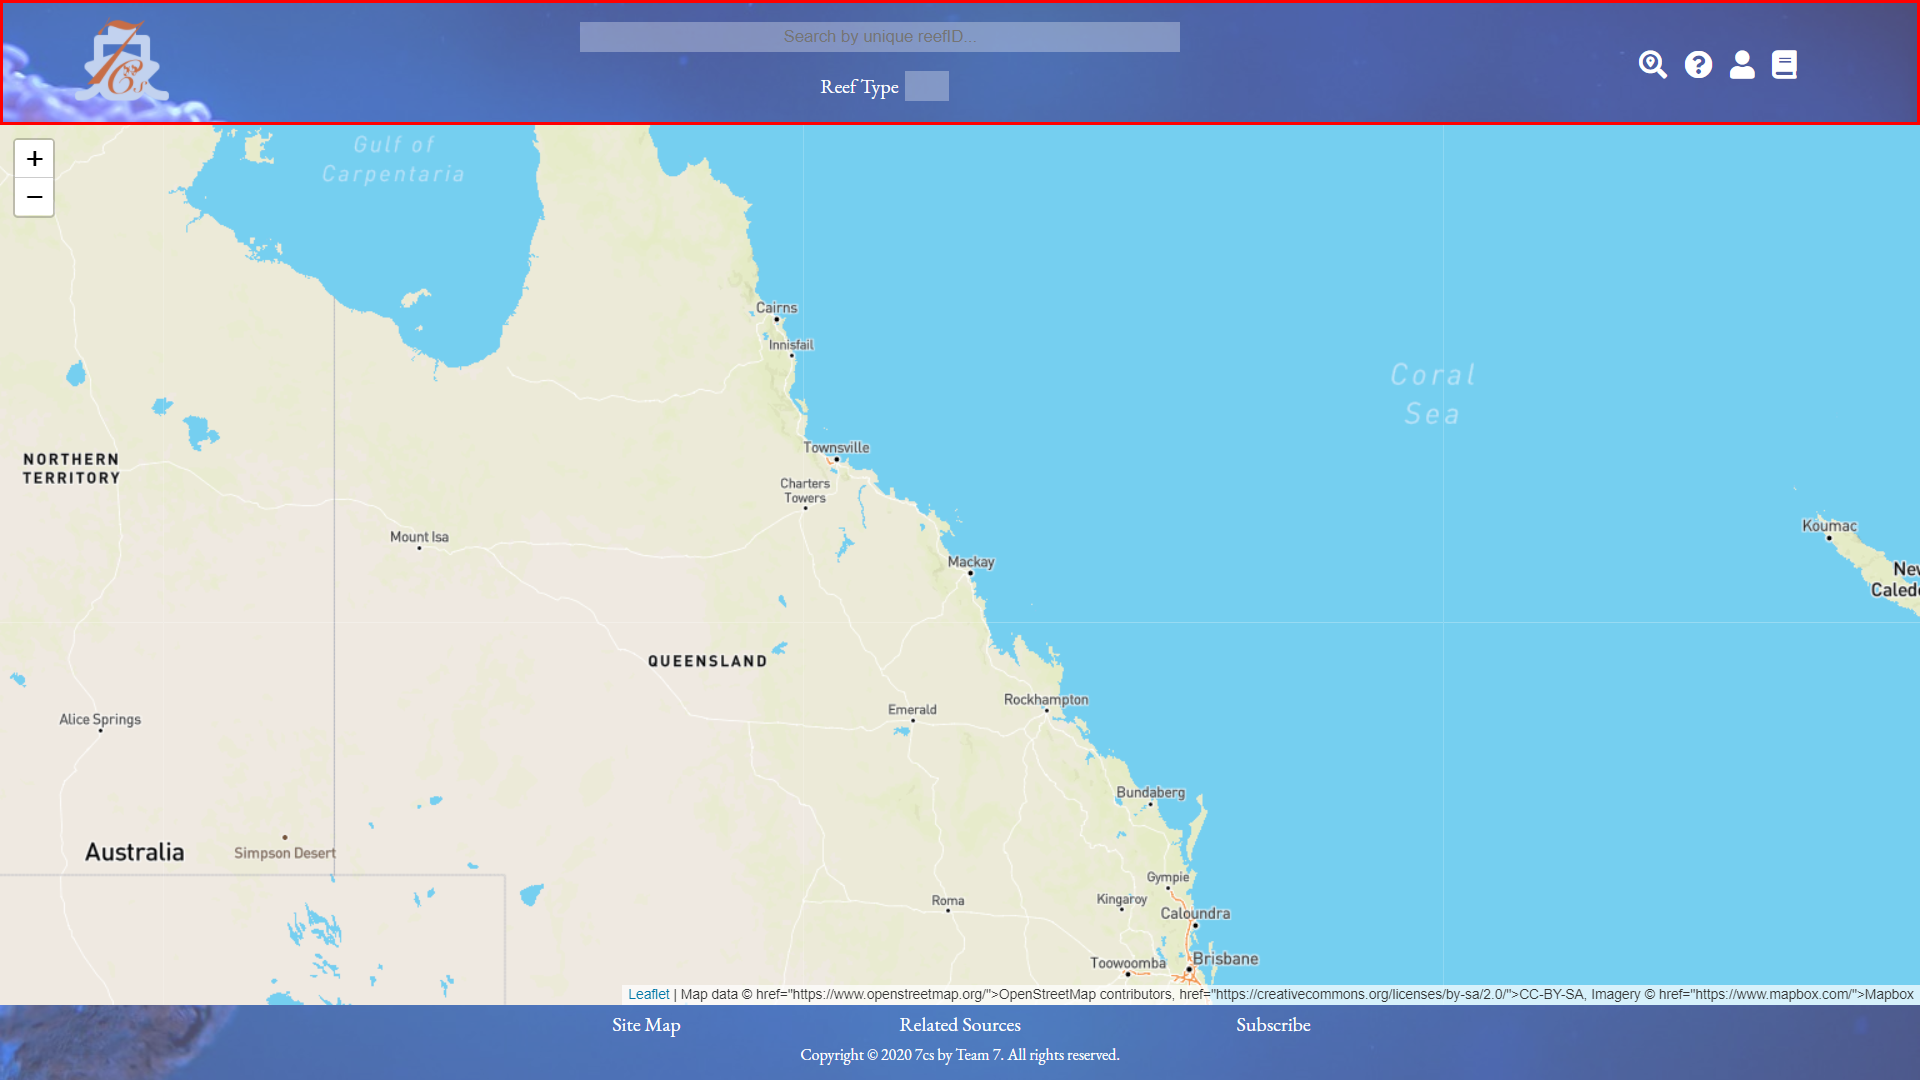 7Cs
Search by unique reefID...
Reef Type
+
−
Gulf of
Carpentaria
Cairns
Innisfail
Coral
Sea
Townsville
NORTHERN
TERRITORY
Charters
Towers
Koumac
Mount Isa
Mackay
New
Caled
QUEENSLAND
Rockhampton
Emerald
Alice Springs
Bundaberg
Australia
Simpson Desert
Gympie
Roma
Kingaroy
Caloundra
Toowoomba
Brisbane
Leaflet | Map data © href="https://www.openstreetmap.org/">OpenStreetMap contributors, href="https://creativecommons.org/licenses/by-sa/2.0/">CC-BY-SA, Imagery © href="https://www.mapbox.com/">Mapbox
Site Map Related Sources Subscribe
Copyright © 2020 7cs by Team 7. All rights reserved.